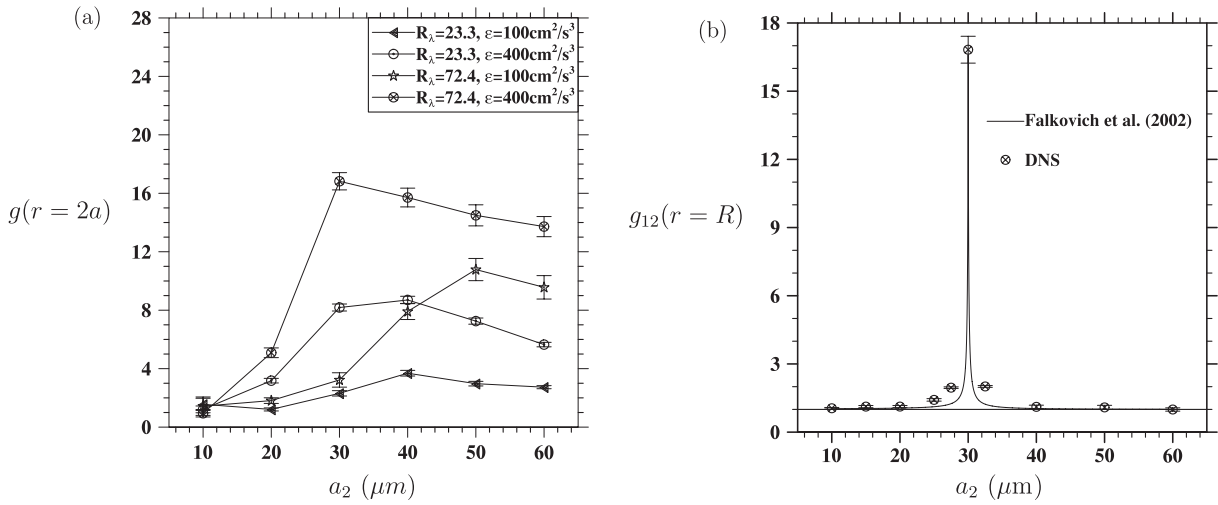 (a)
28
24
20
16
12
8
4
0
g(r = 2a)
R_λ=23.3, ε=100cm²/s³
R_λ=23.3, ε=400cm²/s³
R_λ=72.4, ε=100cm²/s³
R_λ=72.4, ε=400cm²/s³
10 20 30 40 50 60
a₂ (μm)
(b)
18
15
12
9
6
3
0
g₁₂(r = R)
Falkovich et al. (2002)
DNS
10 20 30 40 50 60
a₂ (μm)